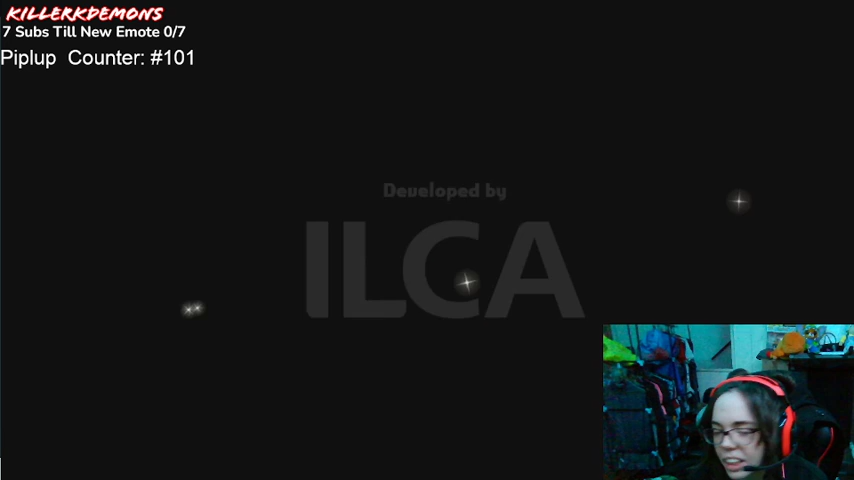 KILLERKDEMONS
7 Subs Till New Emote 0/7
Piplup Counter: #101
Developed by
ILCA